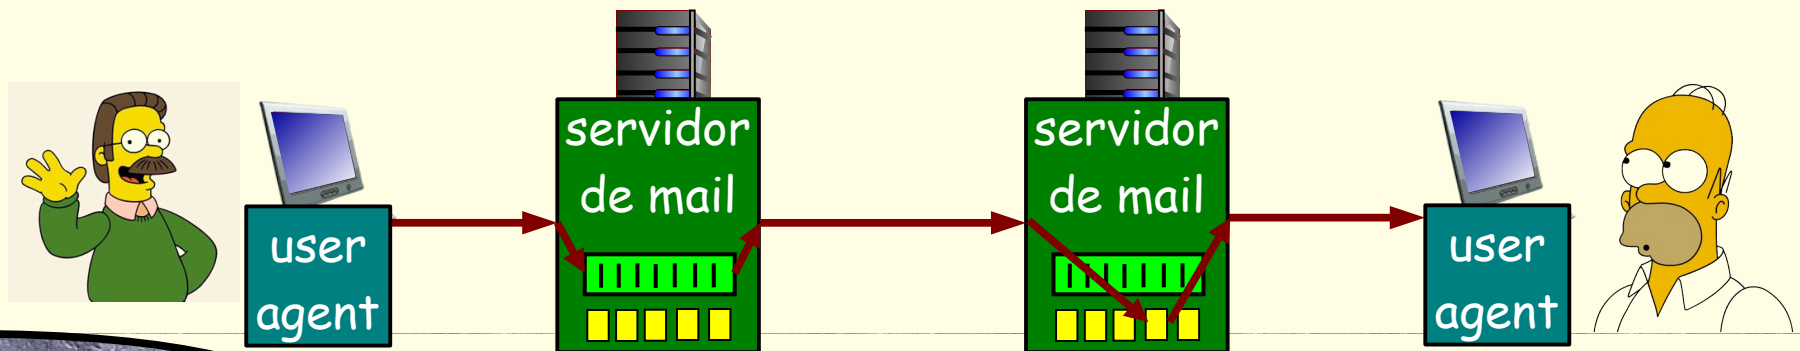 servidor
de mail
servidor
de mail
user
agent
user
agent